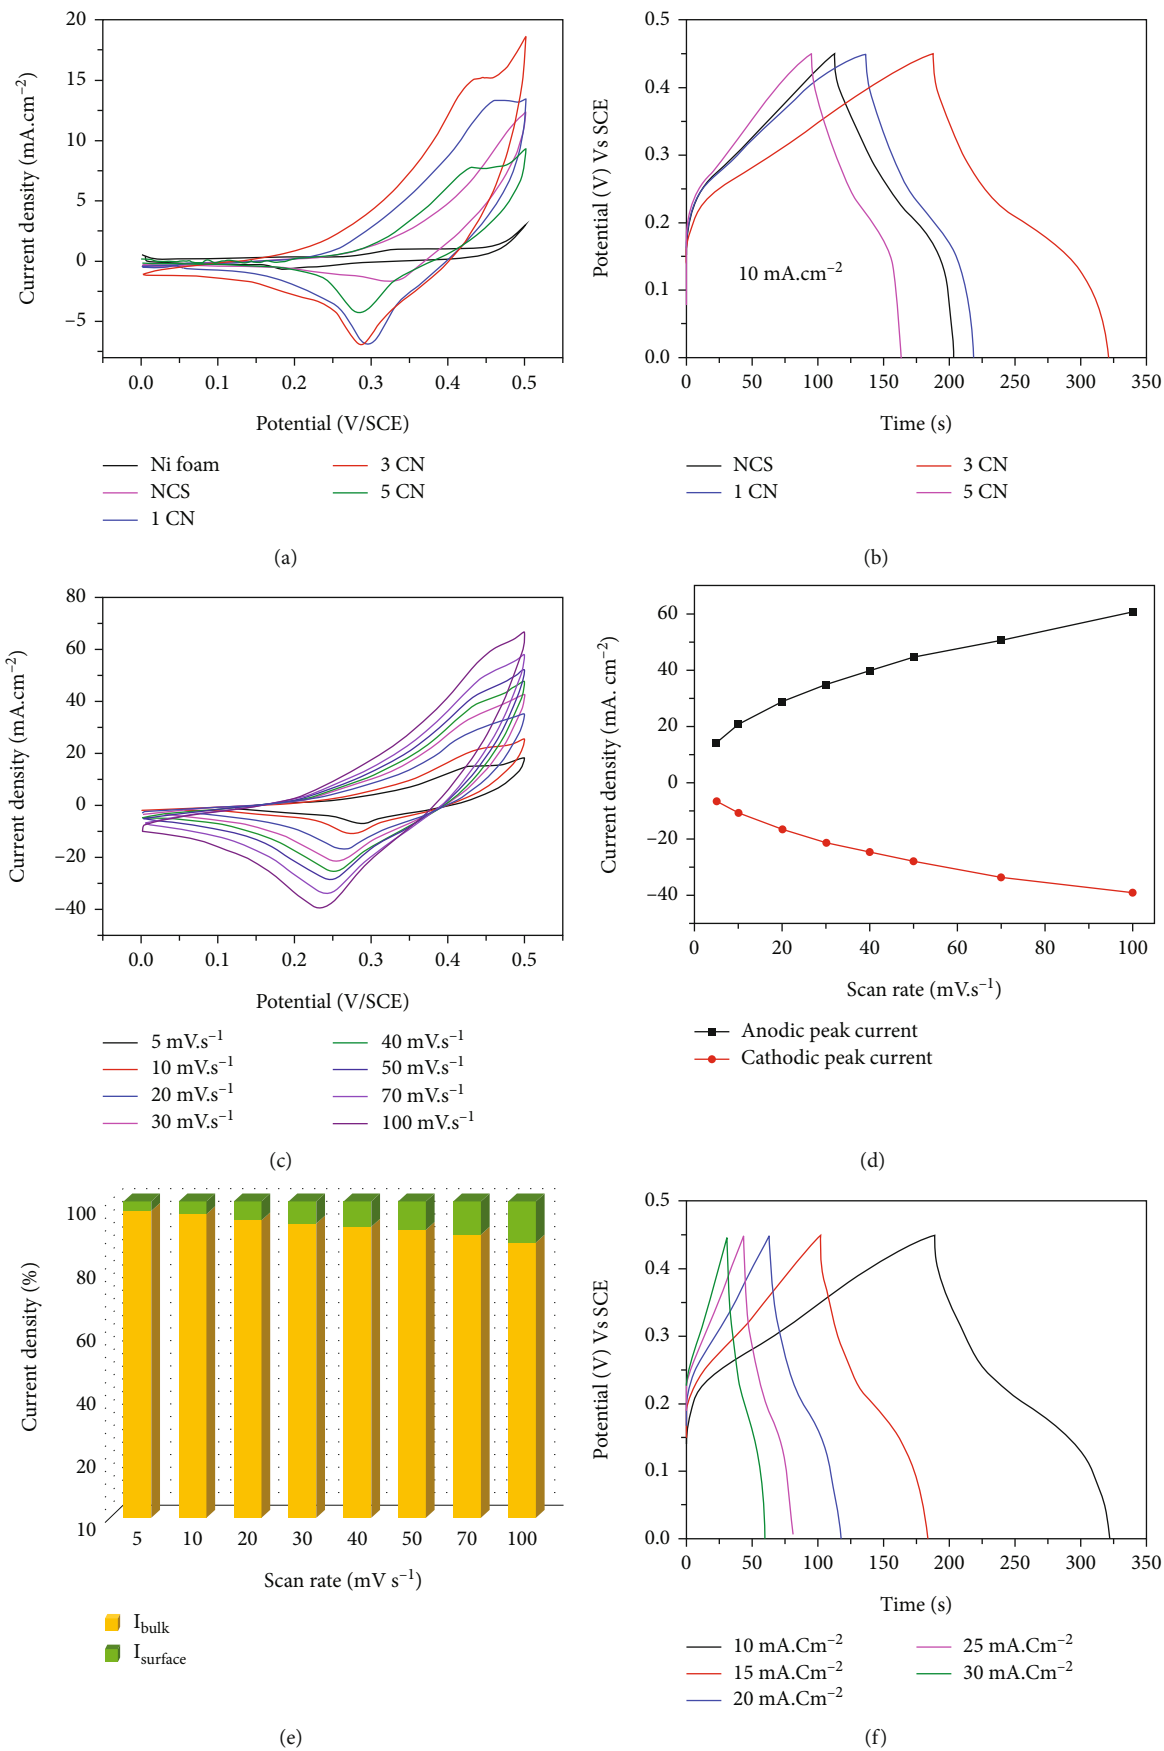 20
15
10
5
0
−5
Current density (mA.cm−2)
0.0 0.1 0.2 0.3 0.4 0.5
Potential (V/SCE)
Ni foam
NCS
1 CN
3 CN
5 CN
(a)
0.5
0.4
0.3
0.2
0.1
0.0
Potential (V) Vs SCE
10 mA.cm−2
0 50 100 150 200 250 300 350
Time (s)
NCS
1 CN
3 CN
5 CN
(b)
80
60
40
20
0
−20
−40
Current density (mA.cm−2)
0.0 0.1 0.2 0.3 0.4 0.5
Potential (V/SCE)
5 mV.s−1
10 mV.s−1
20 mV.s−1
30 mV.s−1
40 mV.s−1
50 mV.s−1
70 mV.s−1
100 mV.s−1
(c)
60
40
20
0
−20
−40
Current density (mA. cm−2)
0 20 40 60 80 100
Scan rate (mV.s−1)
Anodic peak current
Cathodic peak current
(d)
100
80
60
40
20
10
Current density (%)
5 10 20 30 40 50 70 100
Scan rate (mV s−1)
Ibulk
Isurface
(e)
0.5
0.4
0.3
0.2
0.1
0.0
Potential (V) Vs SCE
0 50 100 150 200 250 300 350
Time (s)
10 mA.Cm−2
15 mA.Cm−2
20 mA.Cm−2
25 mA.Cm−2
30 mA.Cm−2
(f)